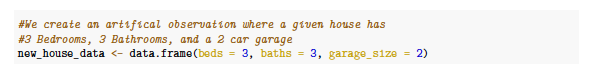 #We create an artifical observation where a given house has
#3 Bedrooms, 3 Bathrooms, and a 2 car garage
new_house_data <- data.frame(beds = 3, baths = 3, garage_size = 2)